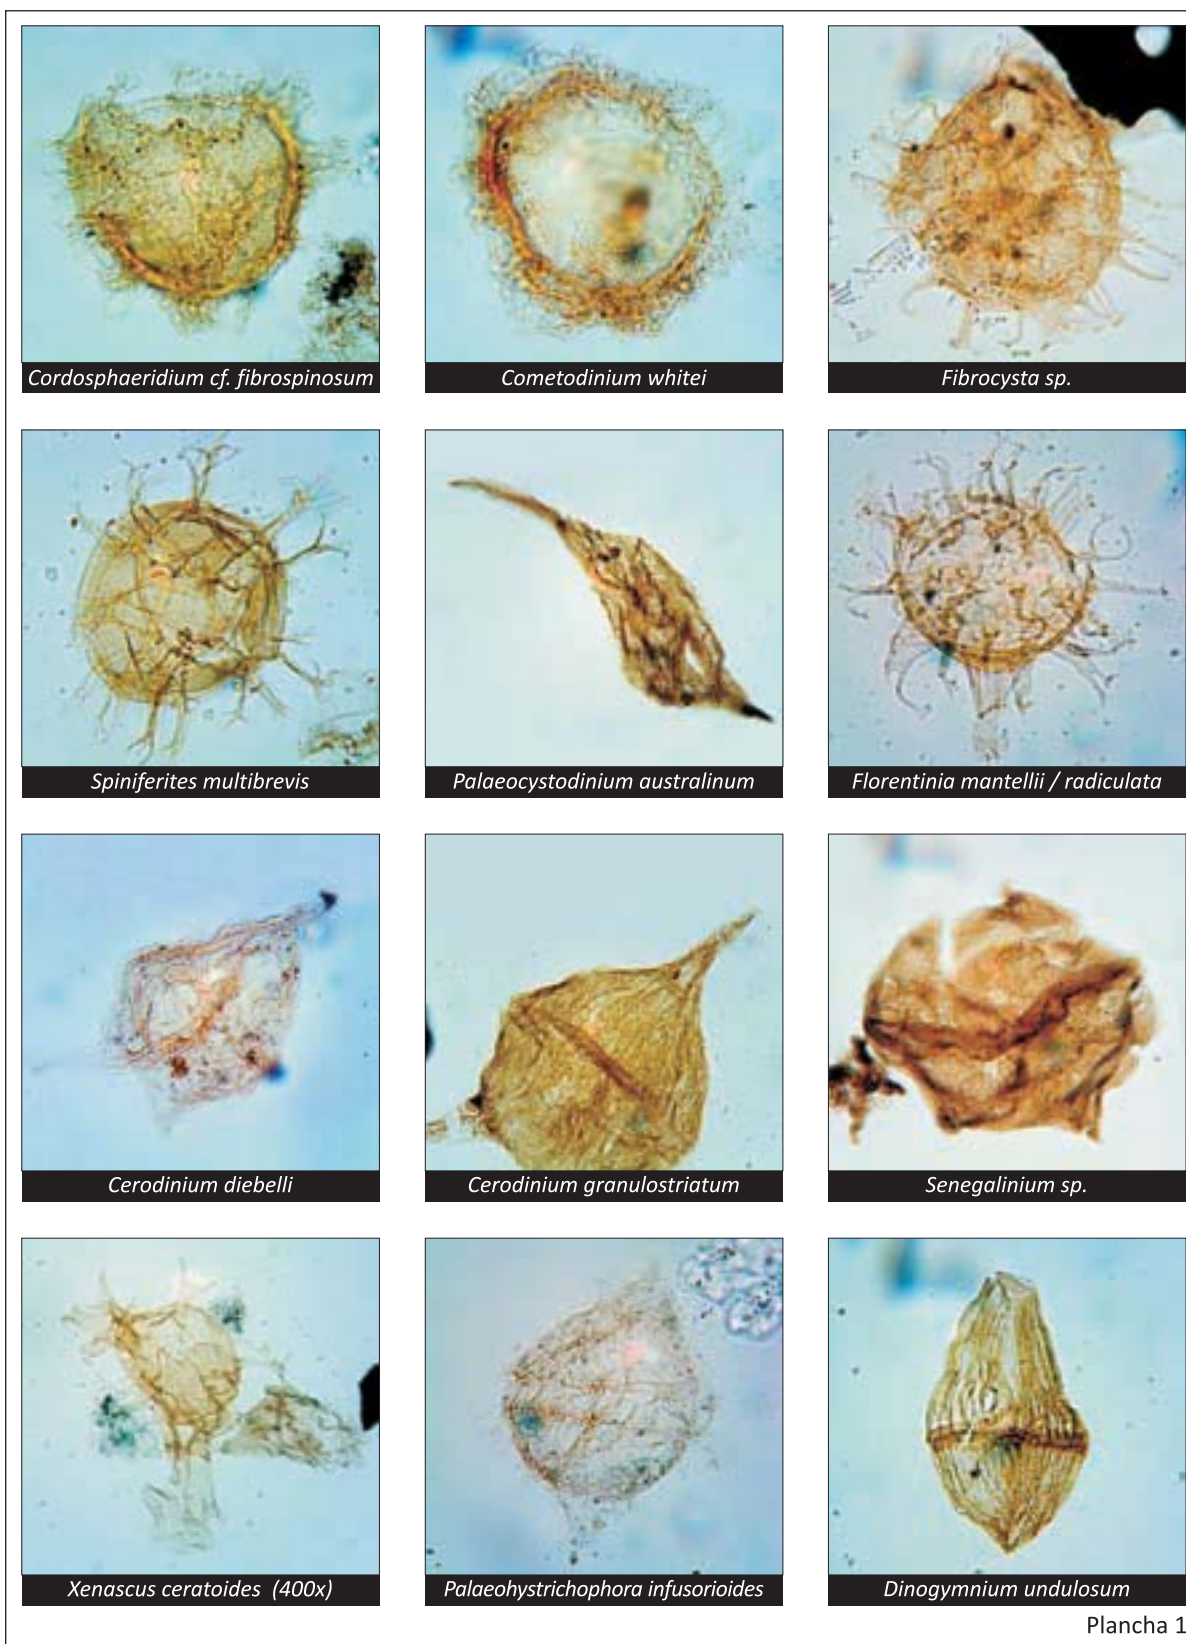 Cordosphaeridium cf. fibrospinosum
Cometodinium whitei
Fibrocysta sp.
Spiniferites multibrevis
Palaeocystodinium australinum
Florentinia mantellii / radiculata
Cerodinium diebelli
Cerodinium granulostriatum
Senegalinium sp.
Xenascus ceratoides (400x)
Palaeohystrichophora infusorioides
Dinogymnium undulosum
Plancha 1